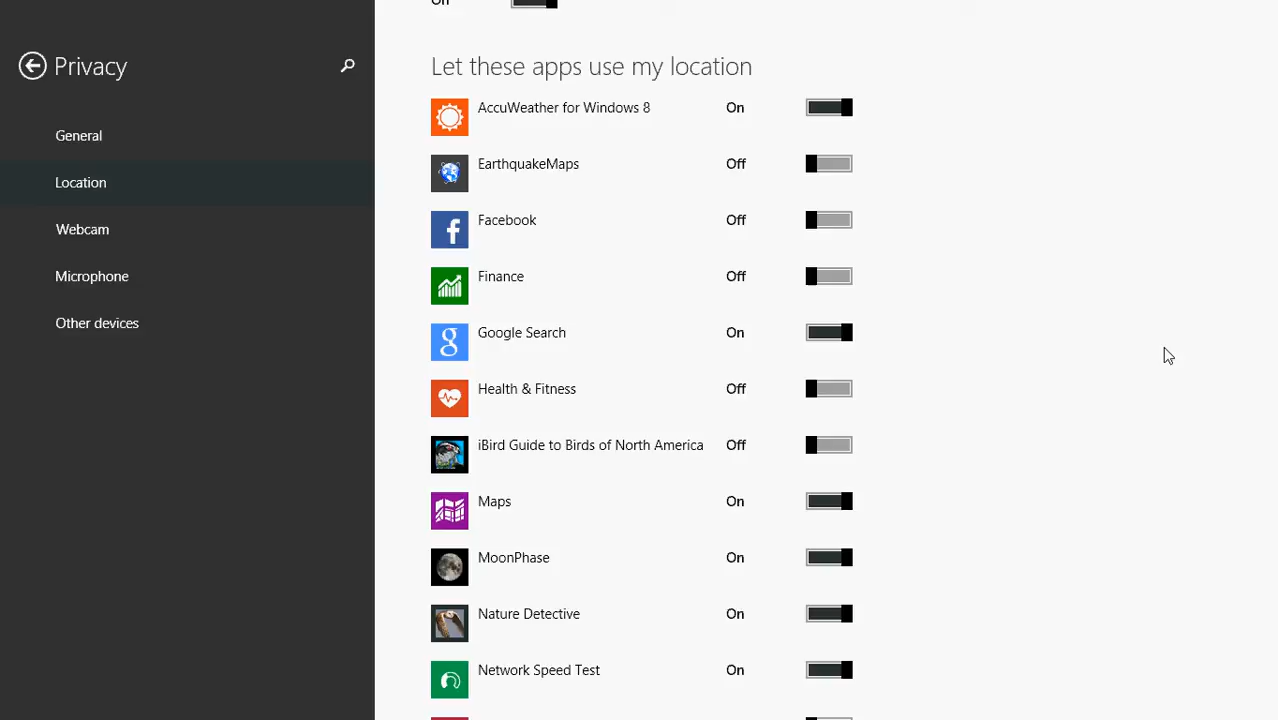 On
Privacy
Let these apps use my location
General
Location
Webcam
Microphone
Other devices
AccuWeather for Windows 8 On
EarthquakeMaps Off
f
Facebook Off
Finance Off
g
Google Search On
Health & Fitness Off
iBird Guide to Birds of North America Off
Maps On
MoonPhase On
Nature Detective On
Network Speed Test On